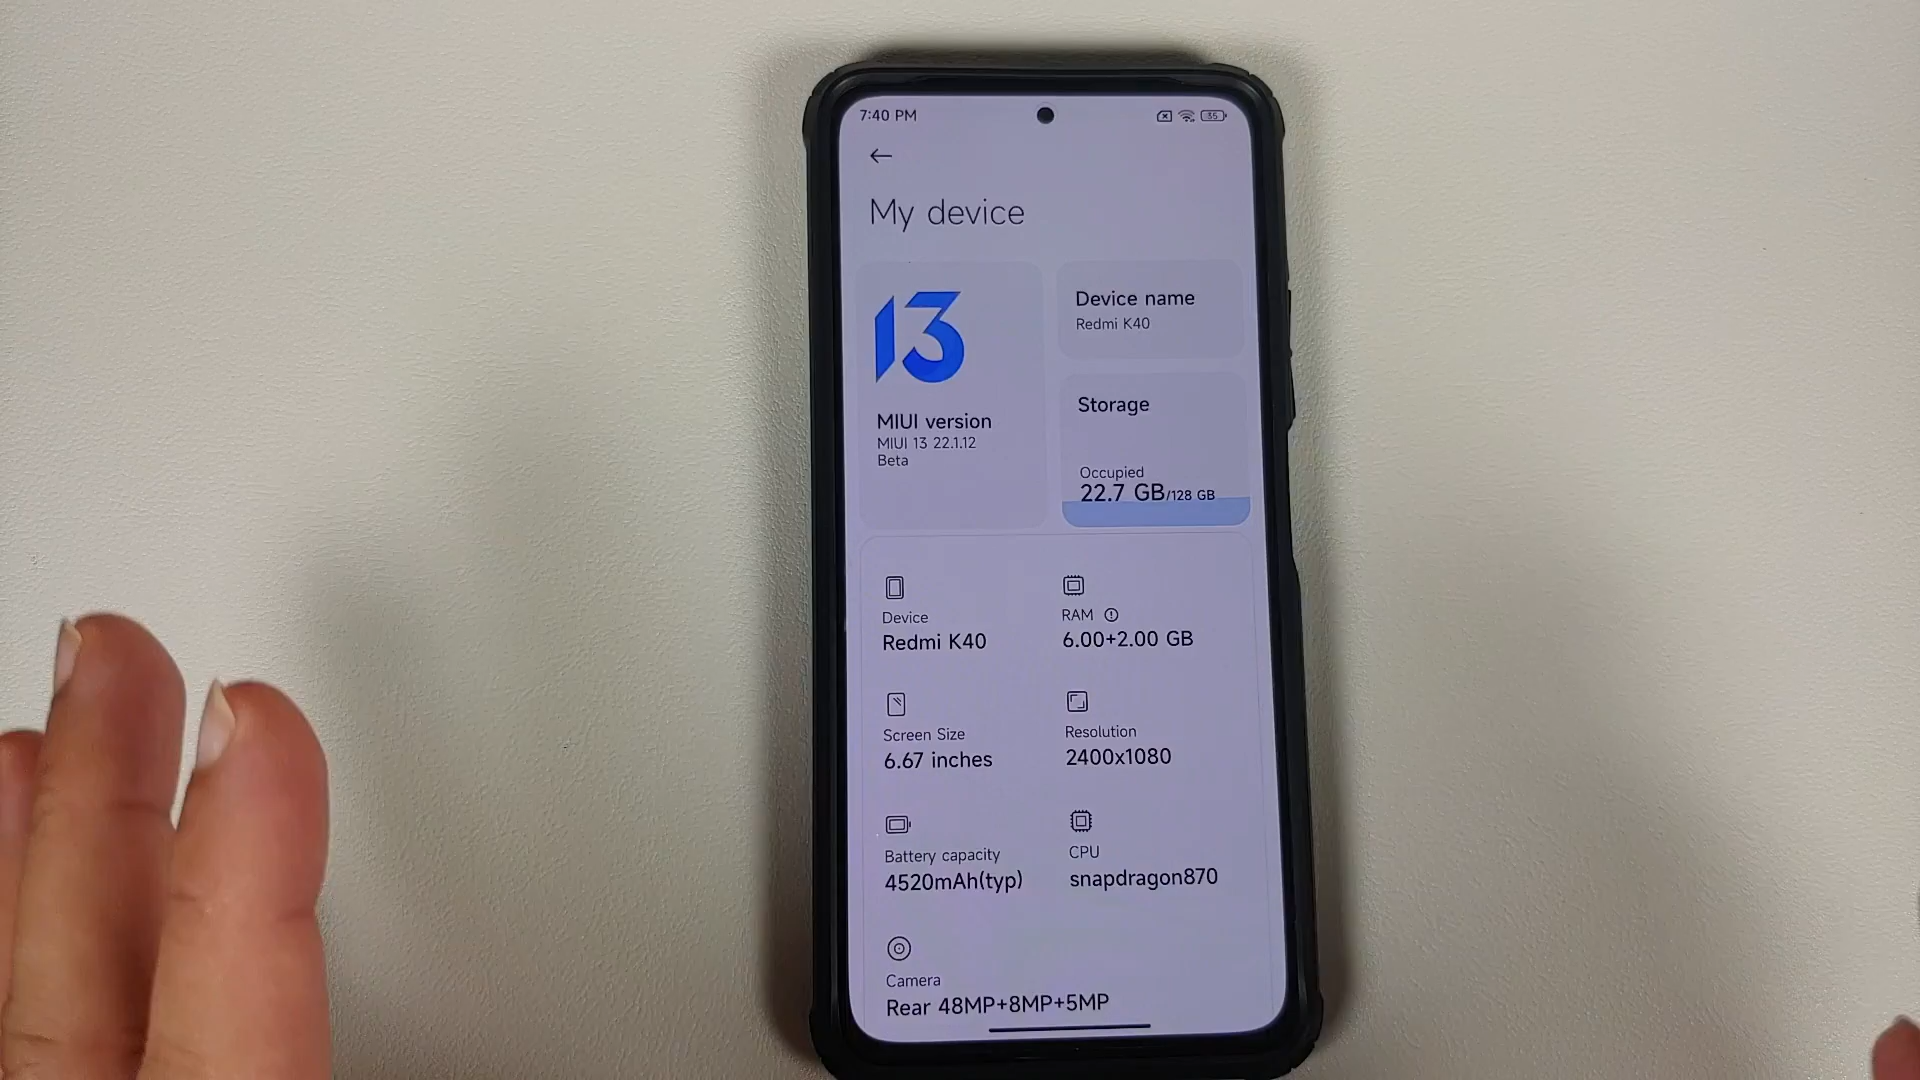 7:40 PM
35
My device
13
MIUI version
MIUI 13 22.1.12
Beta
Device name
Redmi K40
Storage
Occupied
22.7 GB/128 GB
Device
Redmi K40
RAM
6.00+2.00 GB
Screen Size
6.67 inches
Resolution
2400x1080
Battery capacity
4520mAh(typ)
CPU
snapdragon870
Camera
Rear 48MP+8MP+5MP